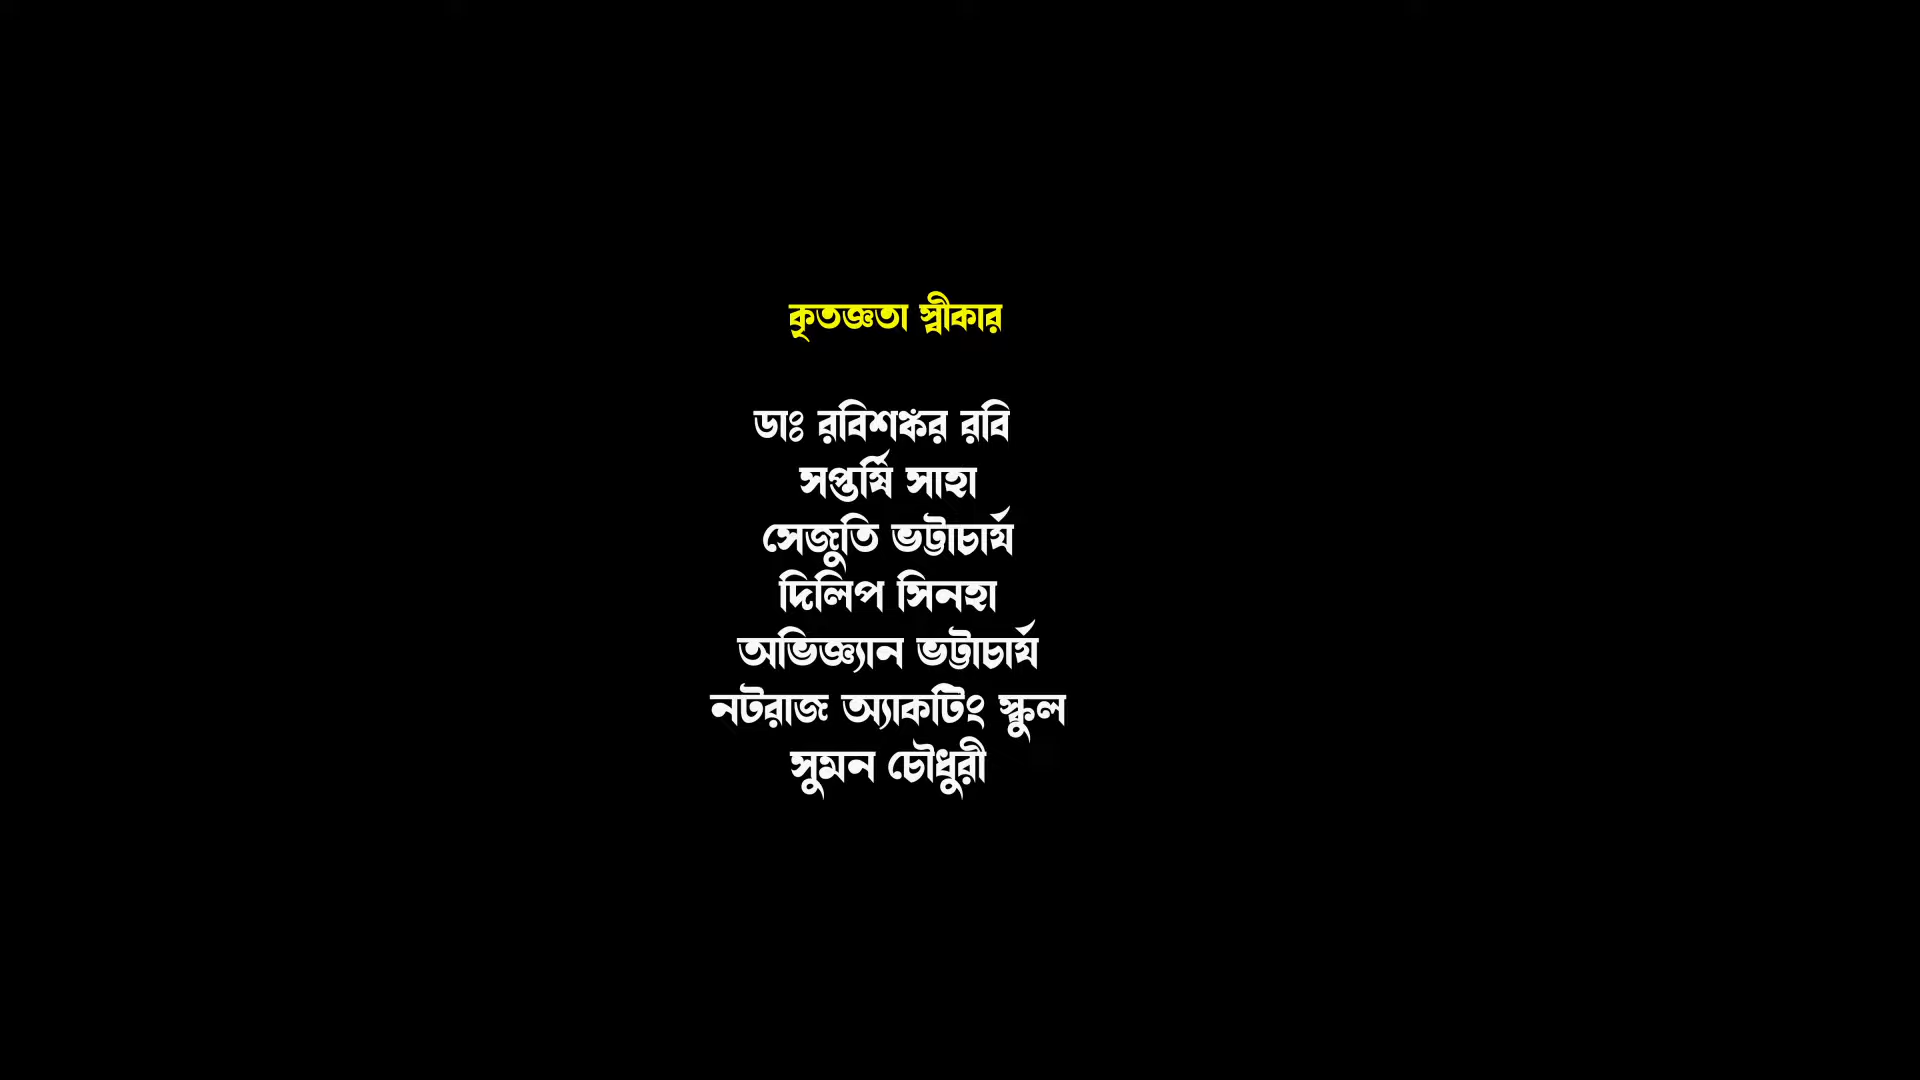 কৃতজ্ঞতা স্বীকার
ডাঃ রবিশঙ্কর রবি
সপ্তর্ষি সাহা
সেজুতি ভট্টাচার্য
দিলিপ সিনহা
অভিজ্ঞ্যান ভট্টাচার্য
নটরাজ অ্যাকটিং স্কুল
সুমন চৌধুরী